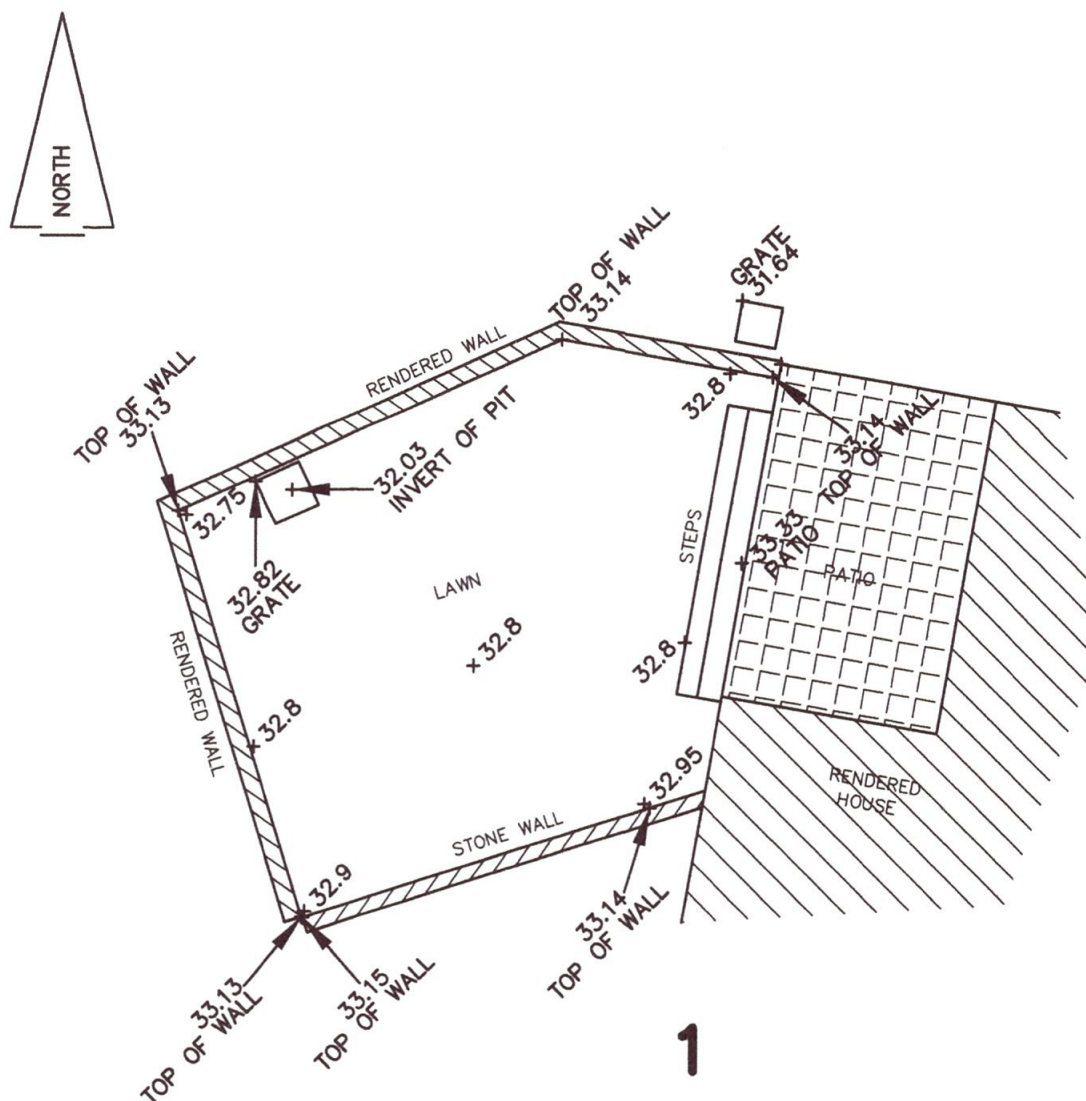 NORTH
TOP OF WALL
33.14
GRATE
31.64
RENDERED WALL
TOP OF WALL
33.13
32.8
33.14
TOP OF WALL
32.03
INVERT OF PIT
32.75
32.82
GRATE
STEPS
33.33
PATIO
PATIO
LAWN
32.8
32.8
RENDERED WALL
32.8
32.95
RENDERED
HOUSE
STONE WALL
32.9
33.14
TOP OF WALL
33.13
TOP OF WALL
33.15
TOP OF WALL
1